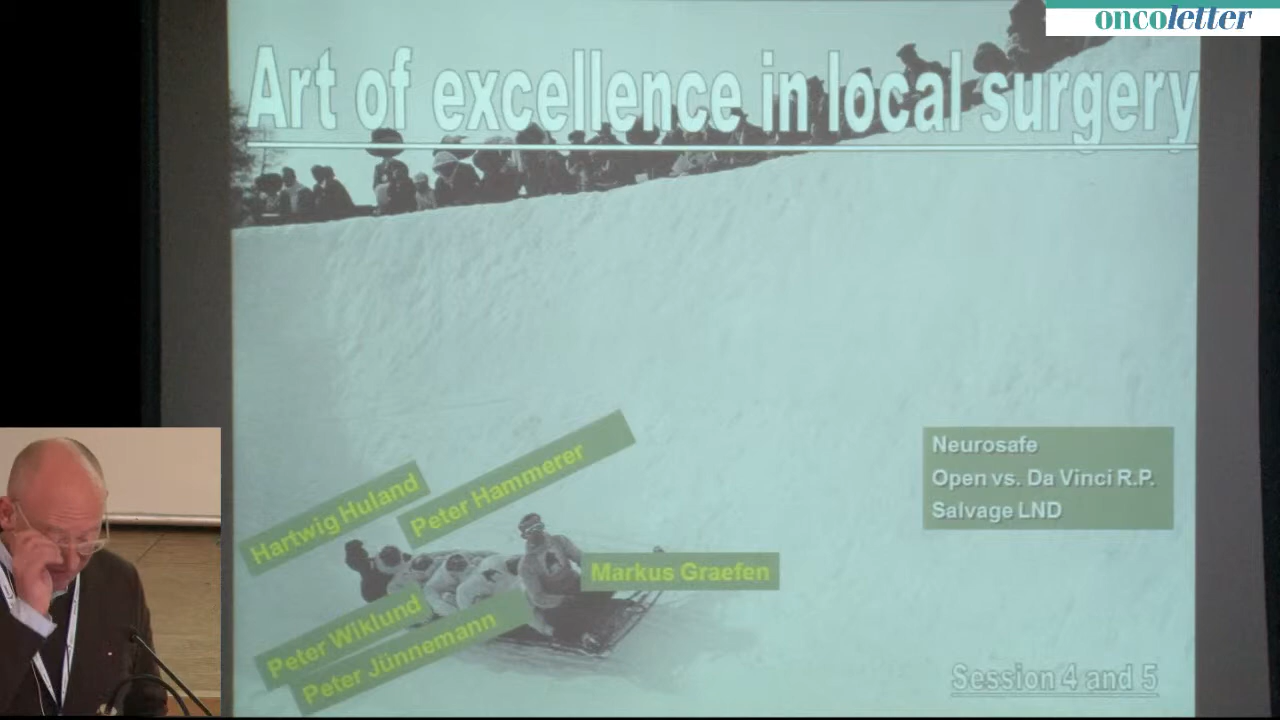 oncoletter
Art of excellence in local surgery
Neurosafe
Open vs. Da Vinci R.P.
Salvage LND
Hartwig Huland
Peter Hammerer
Markus Graefen
Peter Wiklund
Peter Jünnemann
Session 4 and 5